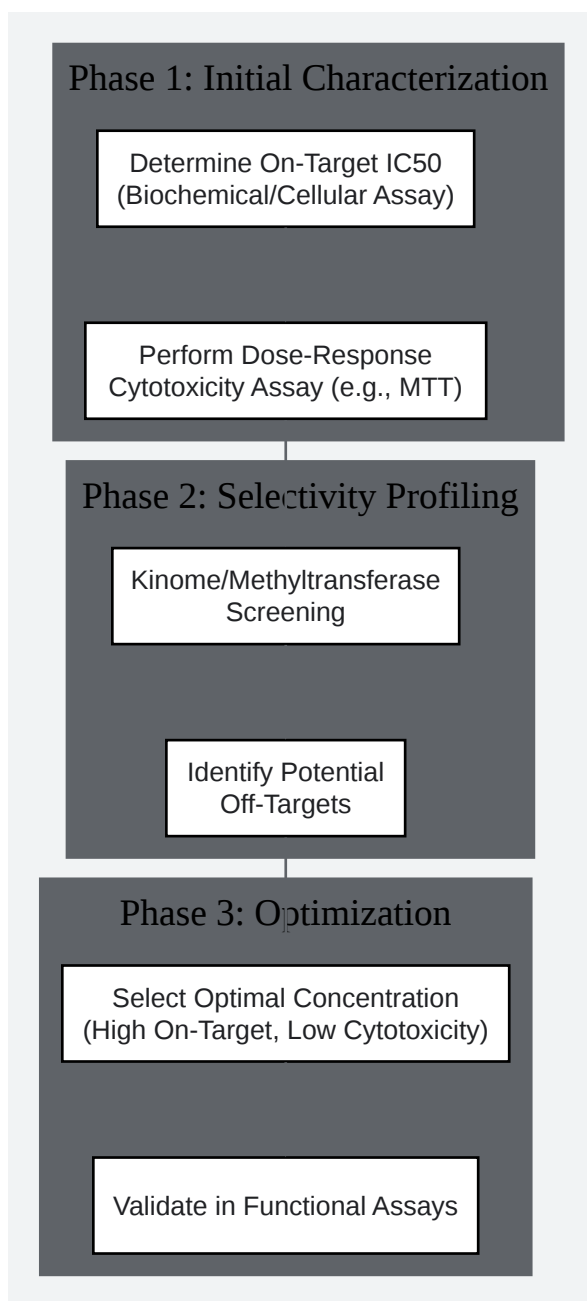 Phase 1: Initial Characterization
Determine On-Target IC50
(Biochemical/Cellular Assay)
Perform Dose-Response
Cytotoxicity Assay (e.g., MTT)
Phase 2: Selectivity Profiling
Kinome/Methyltransferase
Screening
Identify Potential
Off-Targets
Phase 3: Optimization
Select Optimal Concentration
(High On-Target, Low Cytotoxicity)
Validate in Functional Assays